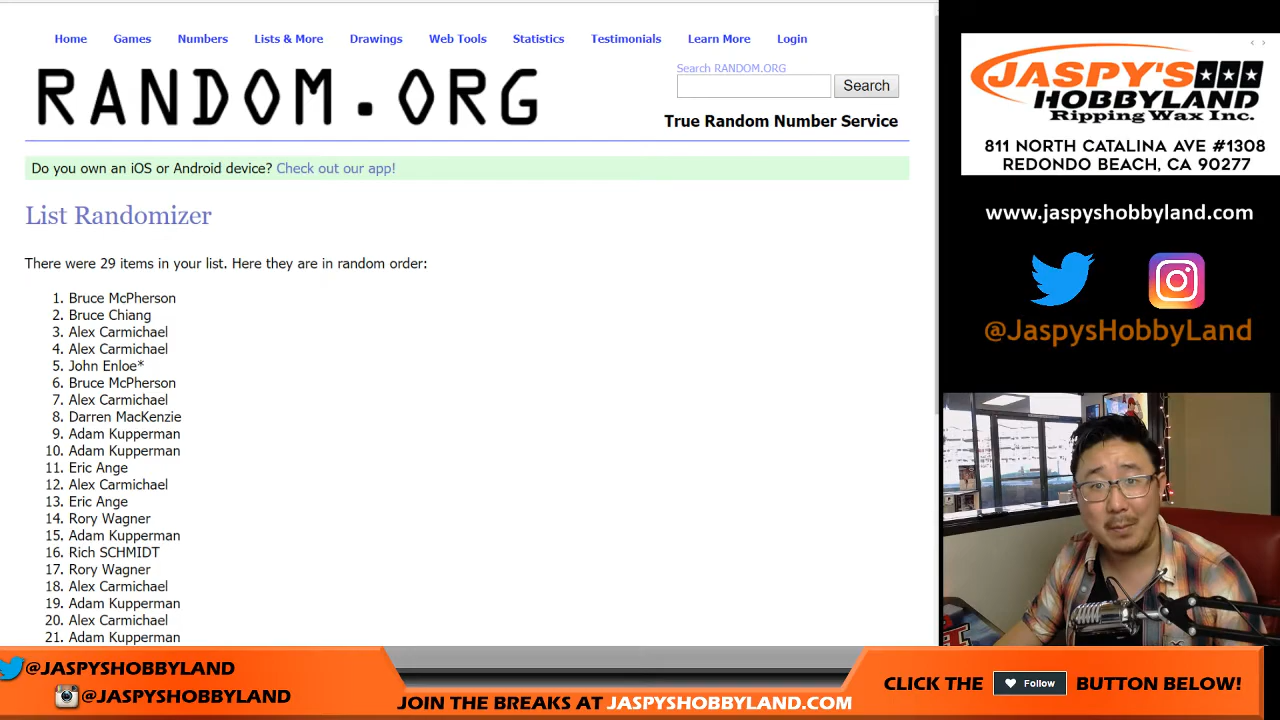 Home Games Numbers Lists & More Drawings Web Tools Statistics Testimonials Learn More Login
RANDOM.ORG
Search RANDOM.ORG
Search
True Random Number Service
Do you own an iOS or Android device? Check out our app!
List Randomizer
There were 29 items in your list. Here they are in random order:
1. Bruce McPherson
2. Bruce Chiang
3. Alex Carmichael
4. Alex Carmichael
5. John Enloe*
6. Bruce McPherson
7. Alex Carmichael
8. Darren MacKenzie
9. Adam Kupperman
10. Adam Kupperman
11. Eric Ange
12. Alex Carmichael
13. Eric Ange
14. Rory Wagner
15. Adam Kupperman
16. Rich SCHMIDT
17. Rory Wagner
18. Alex Carmichael
19. Adam Kupperman
20. Alex Carmichael
21. Adam Kupperman
JASPY'S
HOBBYLAND
Ripping Wax Inc.
811 NORTH CATALINA AVE #1308
REDONDO BEACH, CA 90277
www.jaspyshobbyland.com
@JaspysHobbyLand
@JASPYSHOBBYLAND
@JASPYSHOBBYLAND
JOIN THE BREAKS AT JASPYSHOBBYLAND.COM
CLICK THE Follow BUTTON BELOW!